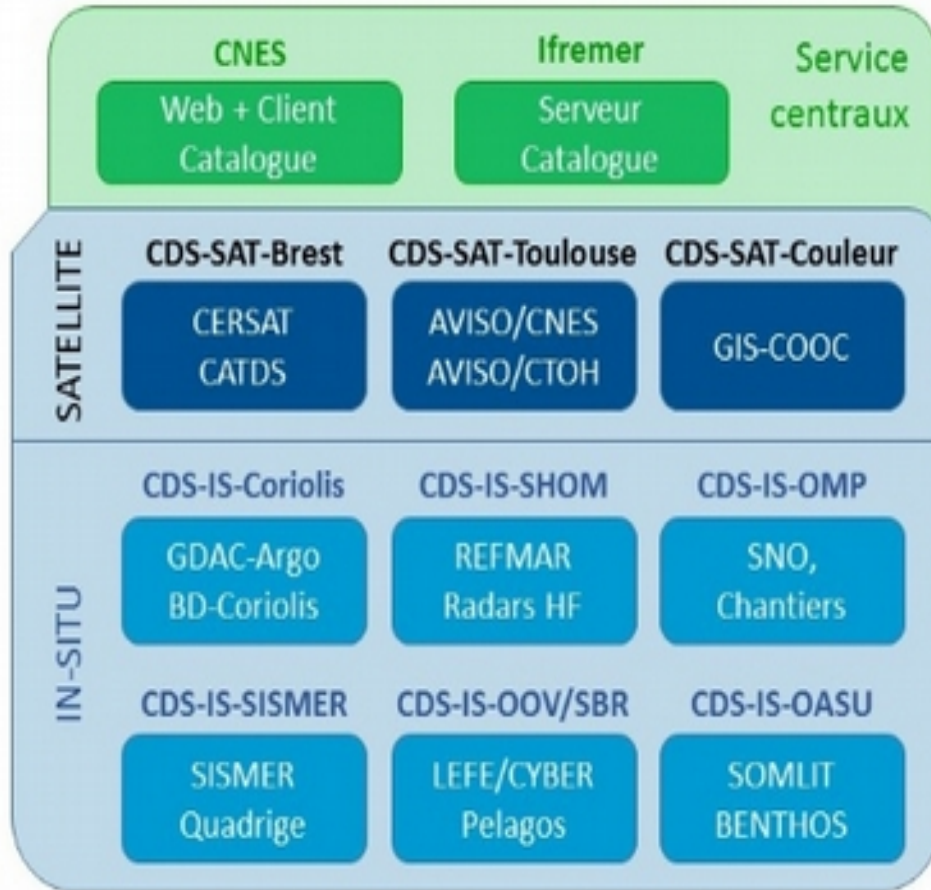 CNES
Ifremer
Service
centraux
Web + Client
Catalogue
Serveur
Catalogue
SATELLITE
CDS-SAT-Brest
CDS-SAT-Toulouse
CDS-SAT-Couleur
CERSAT
CATDS
AVISO/CNES
AVISO/CTOH
GIS-COOC
IN-SITU
CDS-IS-Coriolis
CDS-IS-SHOM
CDS-IS-OMP
GDAC-Argo
BD-Coriolis
REFMAR
Radars HF
SNO,
Chantiers
CDS-IS-SISMER
CDS-IS-OOV/SBR
CDS-IS-OASU
SISMER
Quadrige
LEFE/CYBER
Pelagos
SOMLIT
BENTHOS